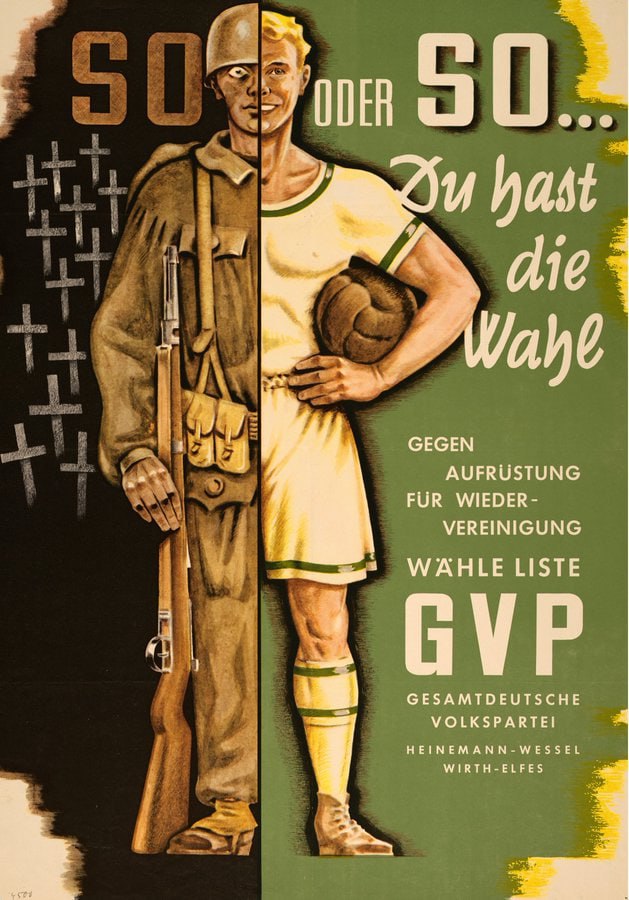 SO ODER SO...
Du hast
die
Wahl
GEGEN
AUFRÜSTUNG
FÜR WIEDER-
VEREINIGUNG
WÄHLE LISTE
GVP
GESAMTDEUTSCHE
VOLKSPARTEI
HEINEMANN-WESSEL
WIRTH-ELFES